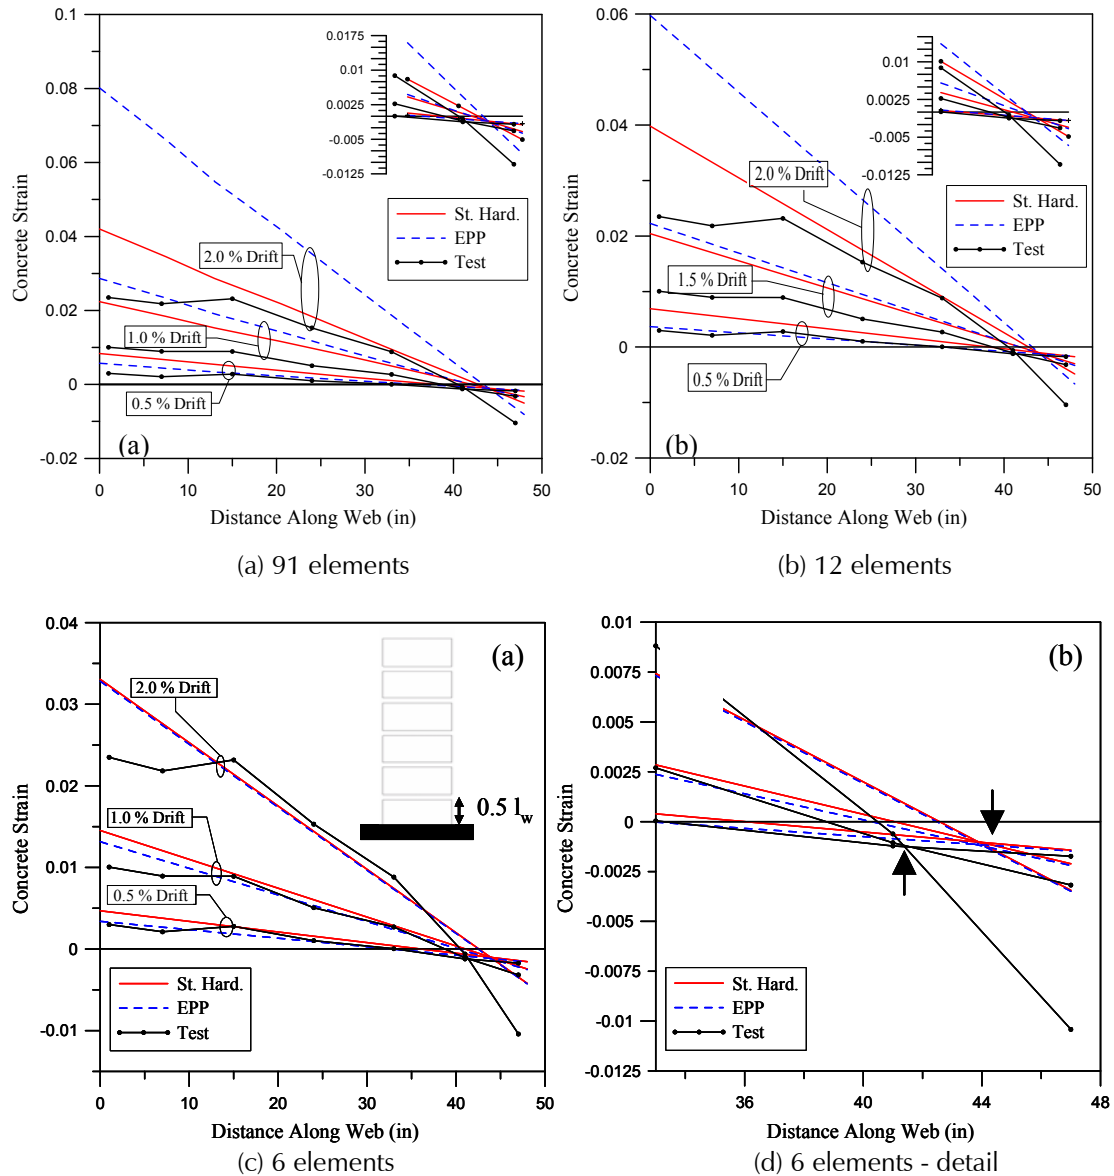 0.1
0.08
0.06
0.04
0.02
0
-0.02
Concrete Strain
0.0175
0.01
0.0025
-0.005
-0.0125
St. Hard.
EPP
Test
2.0 % Drift
1.0 % Drift
0.5 % Drift
(a)
0 10 20 30 40 50
Distance Along Web (in)
(a) 91 elements
0.06
0.04
0.02
0
-0.02
Concrete Strain
0.01
0.0025
-0.005
-0.0125
2.0 % Drift
St. Hard.
EPP
Test
1.5 % Drift
0.5 % Drift
(b)
0 10 20 30 40 50
Distance Along Web (in)
(b) 12 elements
0.04
0.03
0.02
0.01
0
-0.01
Concrete Strain
(a)
2.0 % Drift
1.0 % Drift
0.5 % Drift
0.5 lw
St. Hard.
EPP
Test
0 10 20 30 40 50
Distance Along Web (in)
(c) 6 elements
0.01
0.0075
0.005
0.0025
0
-0.0025
-0.005
-0.0075
-0.01
-0.0125
Concrete Strain
(b)
St. Hard.
EPP
Test
36 40 44 48
Distance Along Web (in)
(d) 6 elements - detail